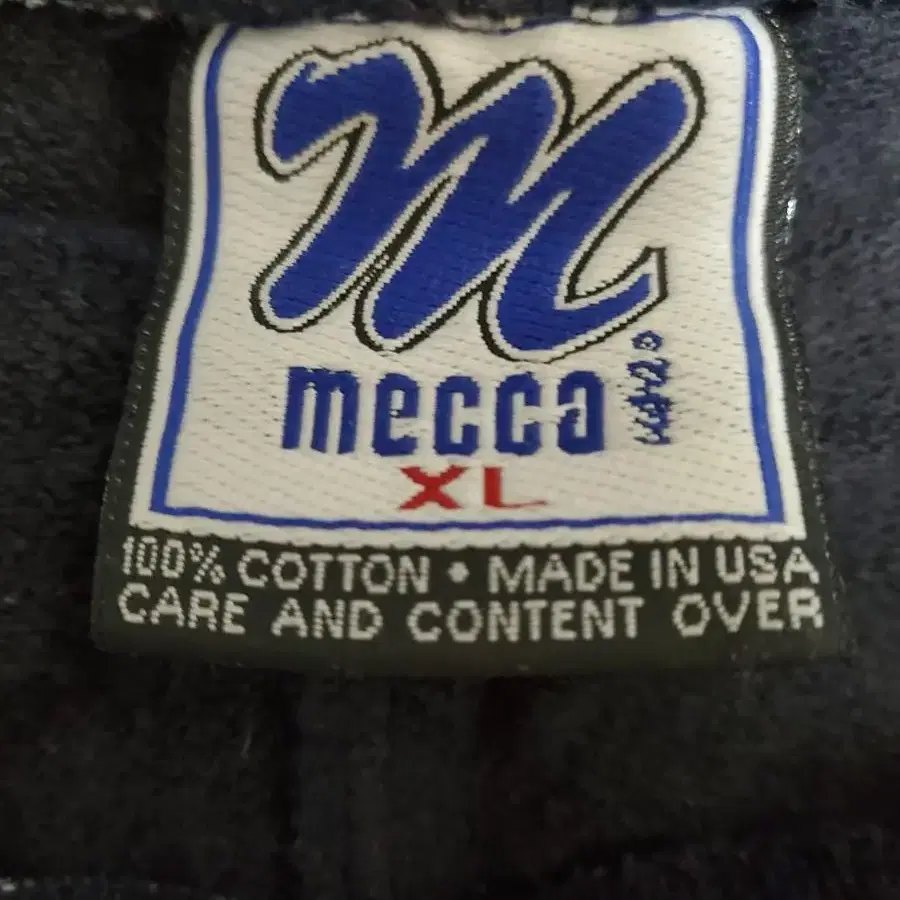 m
mecca
XL
100% COTTON • MADE IN USA
CARE AND CONTENT OVER